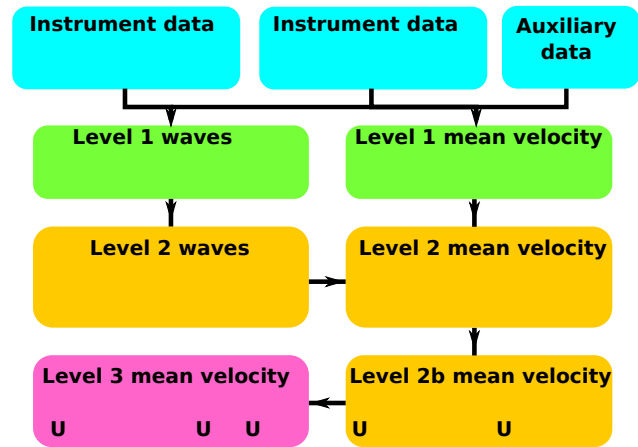 Instrument data
Instrument data
Auxiliary
data
Level 1 waves
Level 1 mean velocity
Level 2 waves
Level 2 mean velocity
Level 3 mean velocity
Level 2b mean velocity
U U U
U U